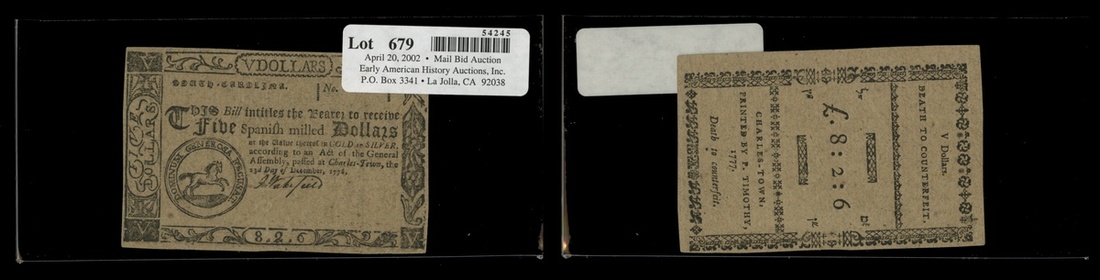 Lot 679
54245
April 20, 2002 • Mail Bid Auction
Early American History Auctions, Inc.
P.O. Box 3341 • La Jolla, CA 92038
V DOLLARS
SOUTH-CAROLINA.
No.
THIS Bill intitles the Bearer to receive
Five Spanish milled Dollars
or the Value thereof in GOLD or SILVER,
according to an Act of the General
Assembly, passed at Charles-Town, the
23d Day of December, 1776.
DOLLARS
8 2 6
V Dollars.
DEATH TO COUNTERFEIT.
£. 8 : 2 : 6
CHARLES-TOWN,
PRINTED BY P. TIMOTHY,
1777.
Death to counterfeit.